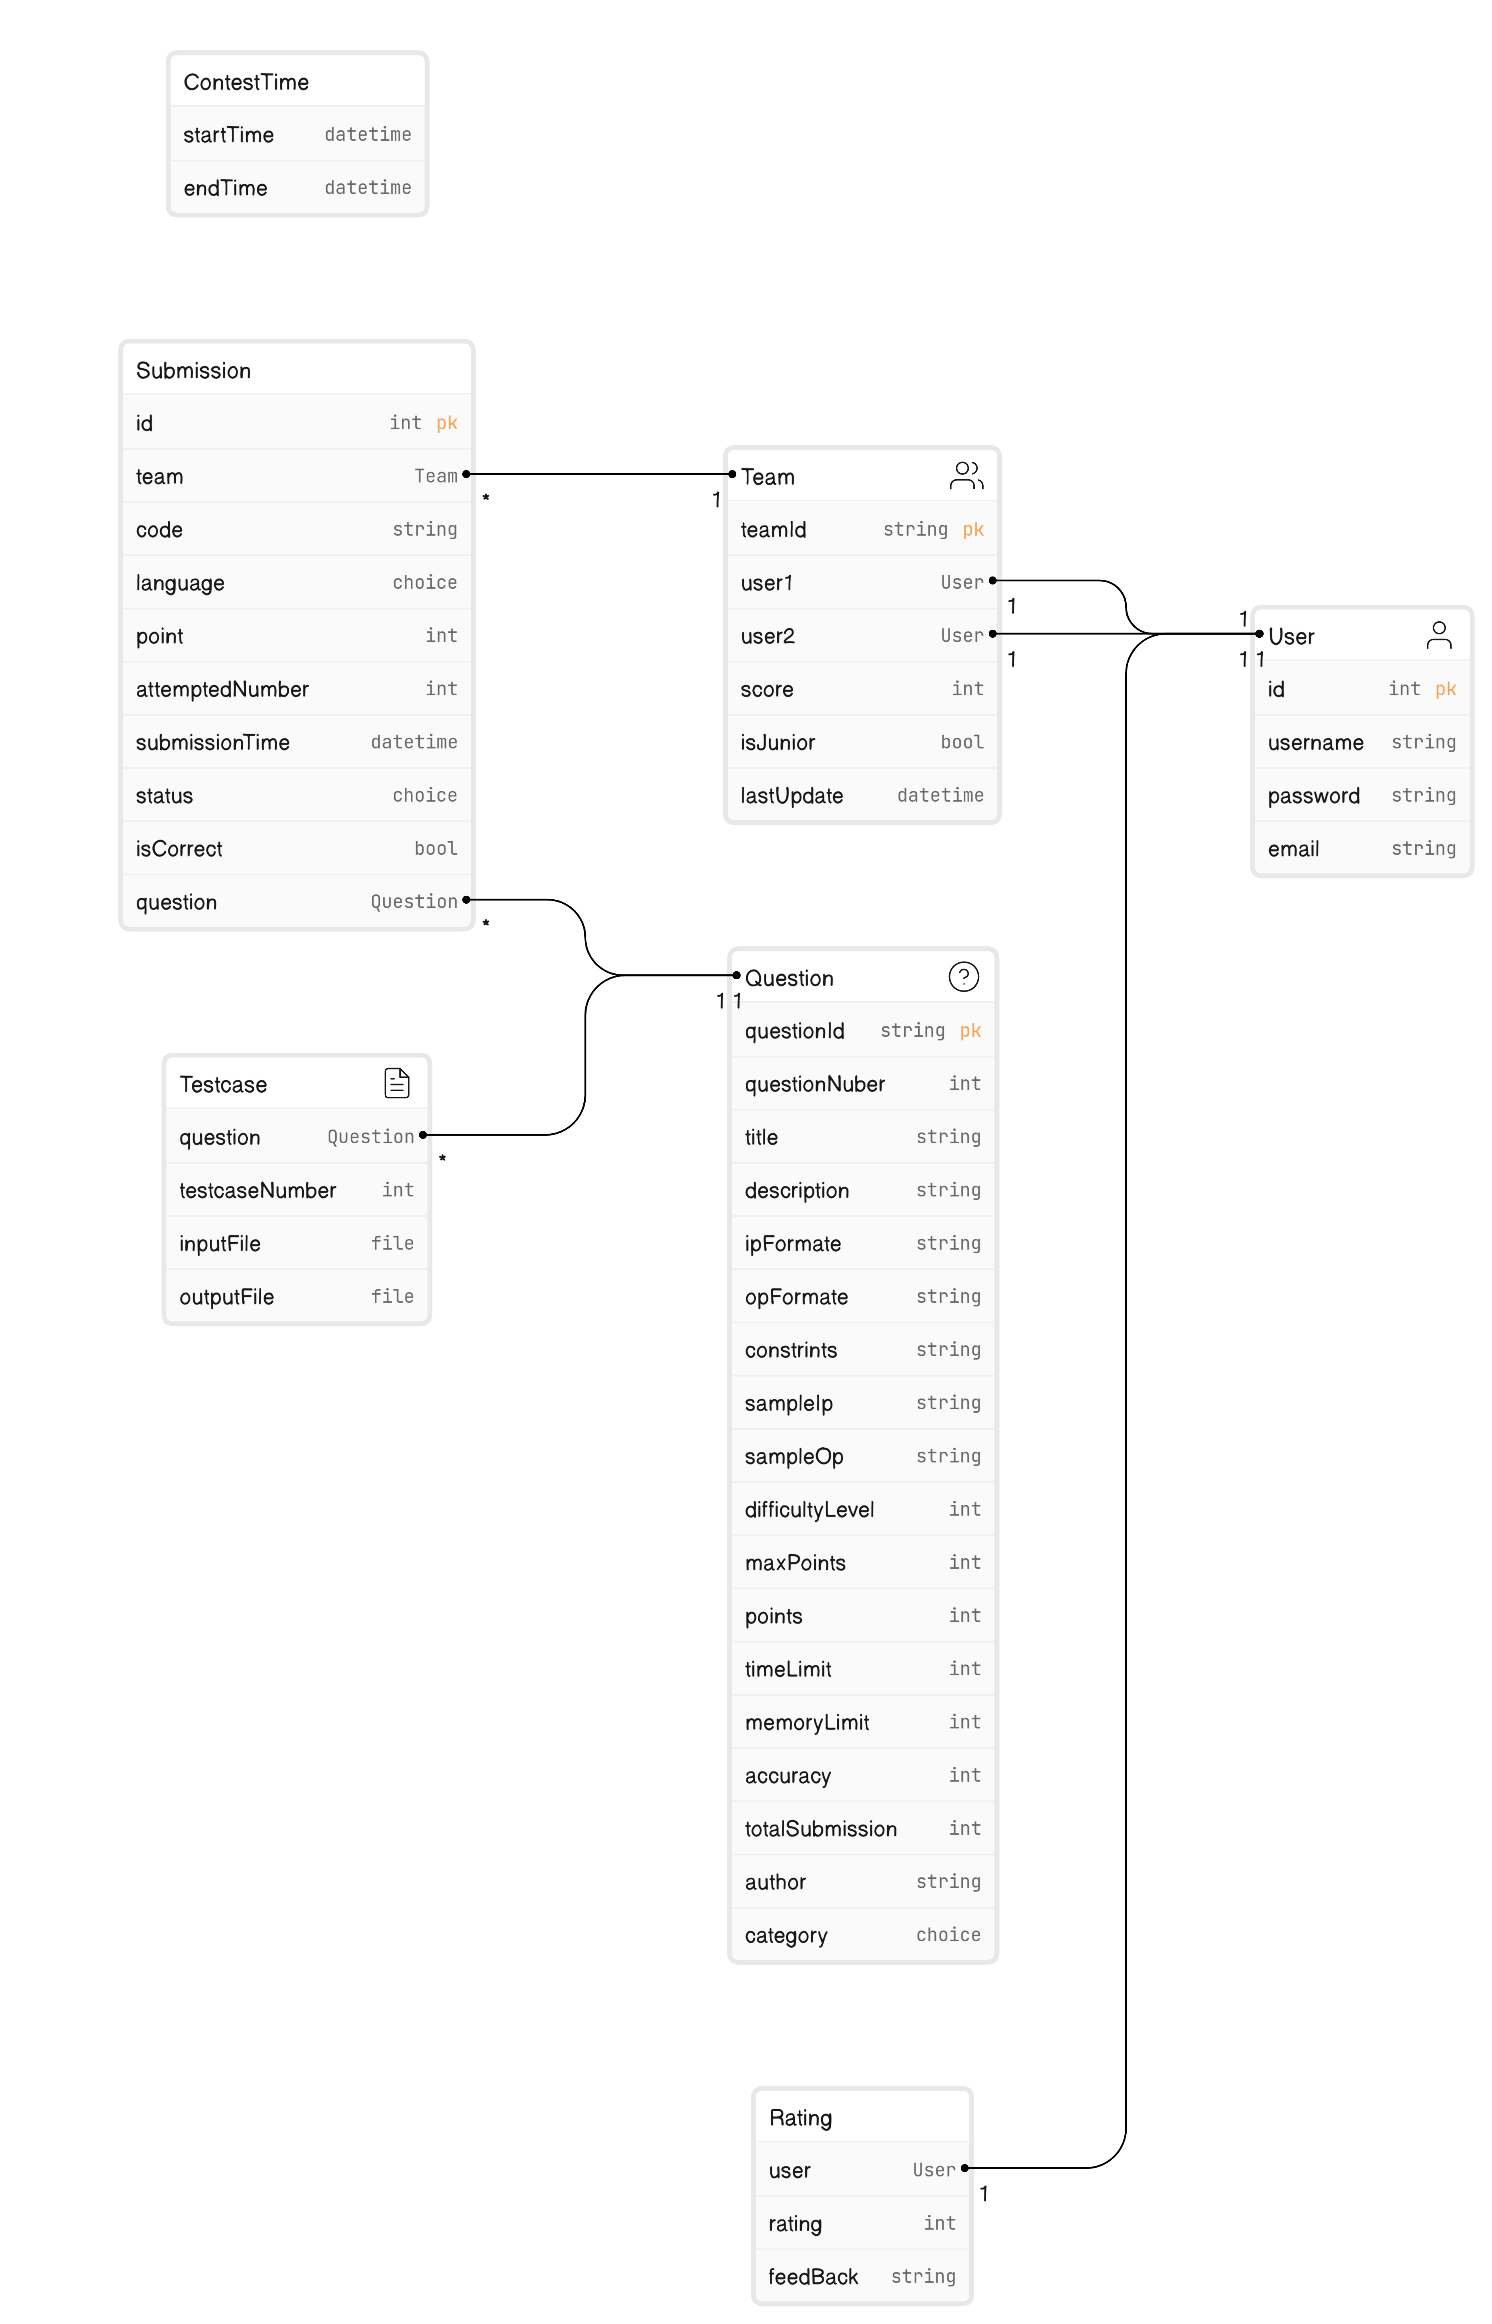 ContestTime
startTime datetime
endTime datetime
Submission
id int pk
team Team
code string
language choice
point int
attemptedNumber int
submissionTime datetime
status choice
isCorrect bool
question Question
*
*
1
Team
teamId string pk
user1 User
user2 User
score int
isJunior bool
lastUpdate datetime
1
1
1
1 1
User
id int pk
username string
password string
email string
Testcase
question Question
testcaseNumber int
inputFile file
outputFile file
*
1 1
Question
questionId string pk
questionNuber int
title string
description string
ipFormate string
opFormate string
constrints string
sampleIp string
sampleOp string
difficultyLevel int
maxPoints int
points int
timeLimit int
memoryLimit int
accuracy int
totalSubmission int
author string
category choice
Rating
user User
rating int
feedBack string
1